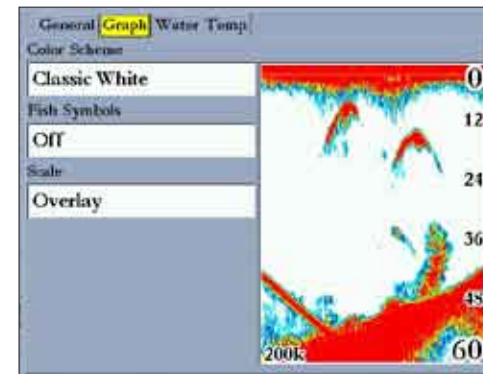 General Graph Water Temp
Color Scheme
Classic White
Fish Symbols
Off
Scale
Overlay
0
12
24
36
48
60
200k